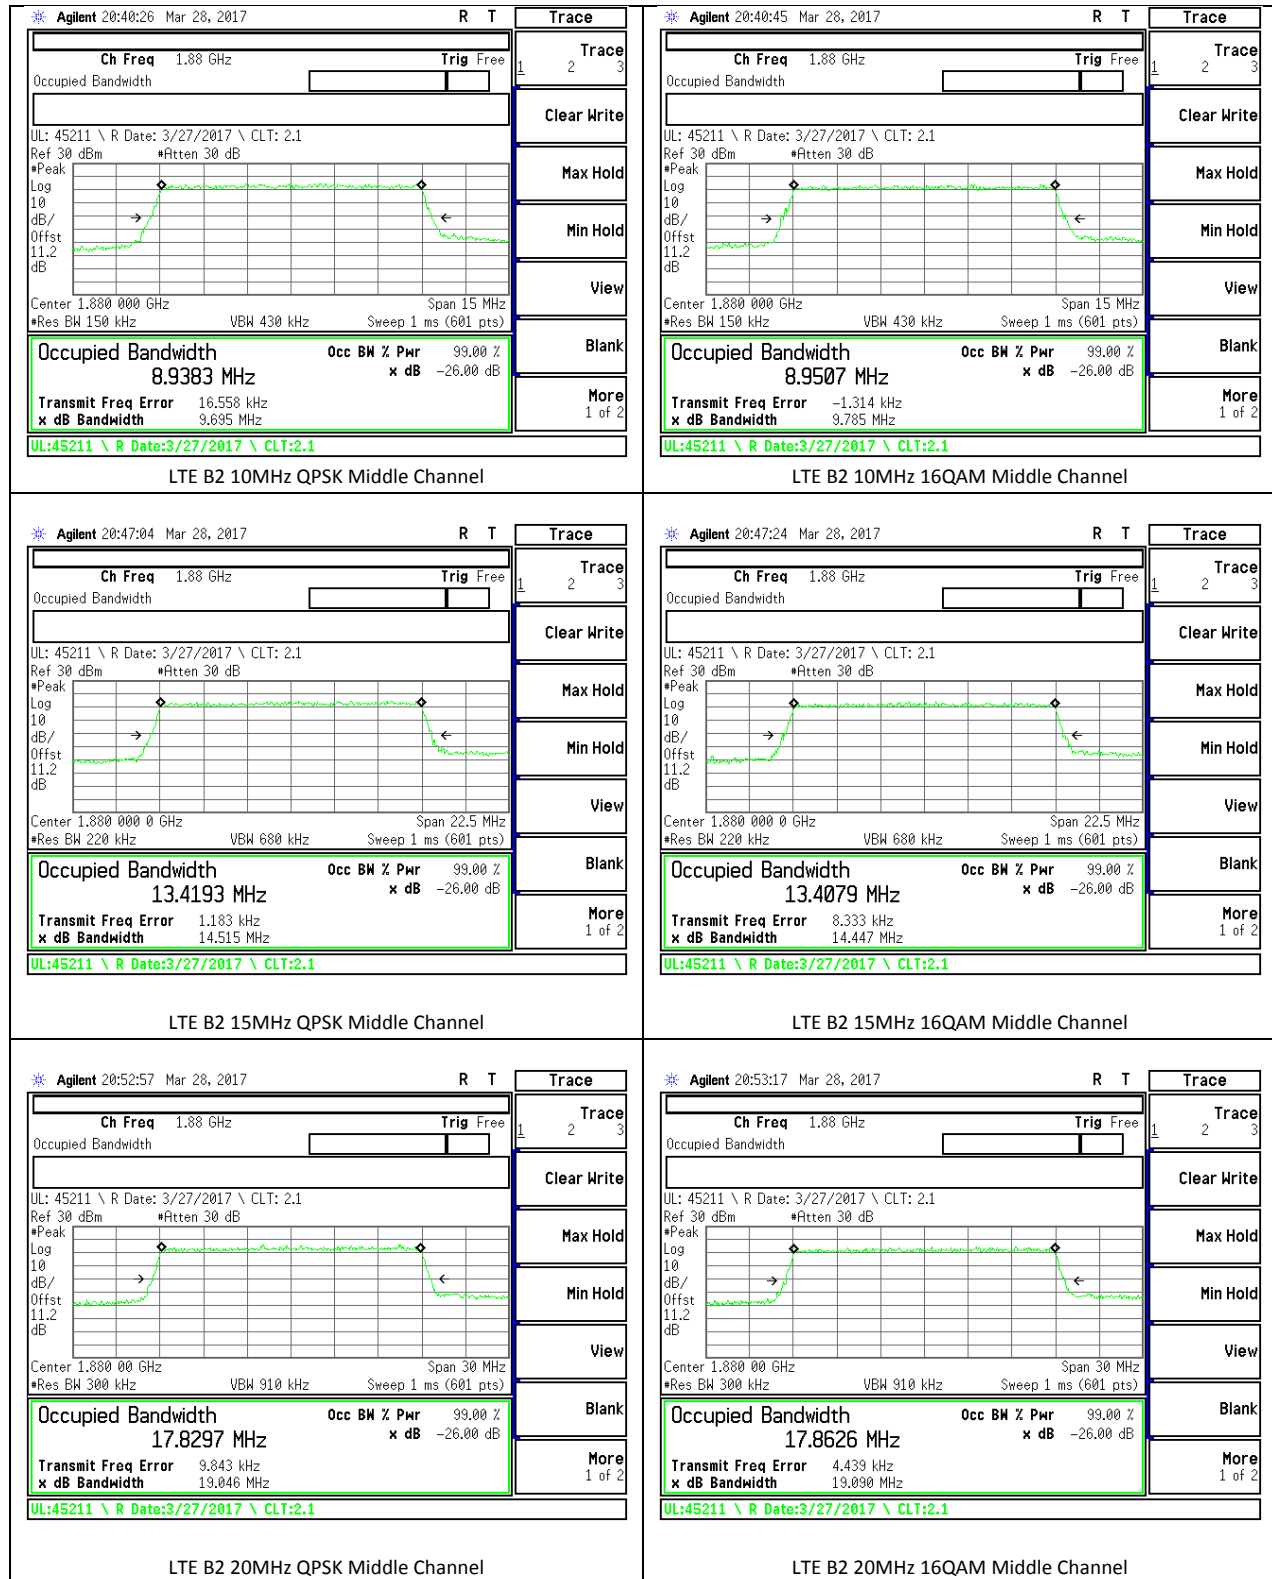 Agilent 20:40:26 Mar 28, 2017 R T Trace
Ch Freq 1.88 GHz Trig Free
Occupied Bandwidth
Trace
1 2 3
Clear Write
UL: 45211 \ R Date: 3/27/2017 \ CLT: 2.1
Ref 30 dBm #Atten 30 dB
#Peak
Log
10
dB/
Offst
11.2
dB
Max Hold
Min Hold
View
Center 1.880 000 GHz Span 15 MHz
#Res BW 150 kHz VBW 430 kHz Sweep 1 ms (601 pts)
Occupied Bandwidth Occ BW % Pwr 99.00 %
8.9383 MHz x dB -26.00 dB
Blank
Transmit Freq Error 16.558 kHz
x dB Bandwidth 9.695 MHz
More
1 of 2
UL:45211 \ R Date:3/27/2017 \ CLT:2.1
LTE B2 10MHz QPSK Middle Channel
Agilent 20:40:45 Mar 28, 2017 R T Trace
Ch Freq 1.88 GHz Trig Free
Occupied Bandwidth
Trace
1 2 3
Clear Write
UL: 45211 \ R Date: 3/27/2017 \ CLT: 2.1
Ref 30 dBm #Atten 30 dB
#Peak
Log
10
dB/
Offst
11.2
dB
Max Hold
Min Hold
View
Center 1.880 000 GHz Span 15 MHz
#Res BW 150 kHz VBW 430 kHz Sweep 1 ms (601 pts)
Occupied Bandwidth Occ BW % Pwr 99.00 %
8.9507 MHz x dB -26.00 dB
Blank
Transmit Freq Error -1.314 kHz
x dB Bandwidth 9.785 MHz
More
1 of 2
UL:45211 \ R Date:3/27/2017 \ CLT:2.1
LTE B2 10MHz 16QAM Middle Channel
Agilent 20:47:04 Mar 28, 2017 R T Trace
Ch Freq 1.88 GHz Trig Free
Occupied Bandwidth
Trace
1 2 3
Clear Write
UL: 45211 \ R Date: 3/27/2017 \ CLT: 2.1
Ref 30 dBm #Atten 30 dB
#Peak
Log
10
dB/
Offst
11.2
dB
Max Hold
Min Hold
View
Center 1.880 000 0 GHz Span 22.5 MHz
#Res BW 220 kHz VBW 680 kHz Sweep 1 ms (601 pts)
Occupied Bandwidth Occ BW % Pwr 99.00 %
13.4193 MHz x dB -26.00 dB
Blank
Transmit Freq Error 1.183 kHz
x dB Bandwidth 14.515 MHz
More
1 of 2
UL:45211 \ R Date:3/27/2017 \ CLT:2.1
LTE B2 15MHz QPSK Middle Channel
Agilent 20:47:24 Mar 28, 2017 R T Trace
Ch Freq 1.88 GHz Trig Free
Occupied Bandwidth
Trace
1 2 3
Clear Write
UL: 45211 \ R Date: 3/27/2017 \ CLT: 2.1
Ref 30 dBm #Atten 30 dB
#Peak
Log
10
dB/
Offst
11.2
dB
Max Hold
Min Hold
View
Center 1.880 000 0 GHz Span 22.5 MHz
#Res BW 220 kHz VBW 680 kHz Sweep 1 ms (601 pts)
Occupied Bandwidth Occ BW % Pwr 99.00 %
13.4079 MHz x dB -26.00 dB
Blank
Transmit Freq Error 8.333 kHz
x dB Bandwidth 14.447 MHz
More
1 of 2
UL:45211 \ R Date:3/27/2017 \ CLT:2.1
LTE B2 15MHz 16QAM Middle Channel
Agilent 20:52:57 Mar 28, 2017 R T Trace
Ch Freq 1.88 GHz Trig Free
Occupied Bandwidth
Trace
1 2 3
Clear Write
UL: 45211 \ R Date: 3/27/2017 \ CLT: 2.1
Ref 30 dBm #Atten 30 dB
#Peak
Log
10
dB/
Offst
11.2
dB
Max Hold
Min Hold
View
Center 1.880 00 GHz Span 30 MHz
#Res BW 300 kHz VBW 910 kHz Sweep 1 ms (601 pts)
Occupied Bandwidth Occ BW % Pwr 99.00 %
17.8297 MHz x dB -26.00 dB
Blank
Transmit Freq Error 9.843 kHz
x dB Bandwidth 19.046 MHz
More
1 of 2
UL:45211 \ R Date:3/27/2017 \ CLT:2.1
LTE B2 20MHz QPSK Middle Channel
Agilent 20:53:17 Mar 28, 2017 R T Trace
Ch Freq 1.88 GHz Trig Free
Occupied Bandwidth
Trace
1 2 3
Clear Write
UL: 45211 \ R Date: 3/27/2017 \ CLT: 2.1
Ref 30 dBm #Atten 30 dB
#Peak
Log
10
dB/
Offst
11.2
dB
Max Hold
Min Hold
View
Center 1.880 00 GHz Span 30 MHz
#Res BW 300 kHz VBW 910 kHz Sweep 1 ms (601 pts)
Occupied Bandwidth Occ BW % Pwr 99.00 %
17.8626 MHz x dB -26.00 dB
Blank
Transmit Freq Error 4.439 kHz
x dB Bandwidth 19.090 MHz
More
1 of 2
UL:45211 \ R Date:3/27/2017 \ CLT:2.1
LTE B2 20MHz 16QAM Middle Channel